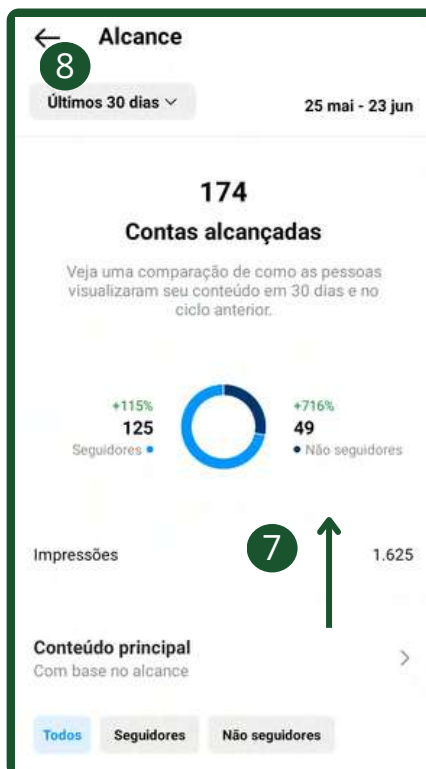 Alcance
8
Últimos 30 dias
25 mai - 23 jun
174
Contas alcançadas
Veja uma comparação de como as pessoas
visualizaram seu conteúdo em 30 dias e no
ciclo anterior.
+115%
125
Seguidores
+716%
49
Não seguidores
7
Impressões
1.625
Conteúdo principal
Com base no alcance
Todos
Seguidores
Não seguidores